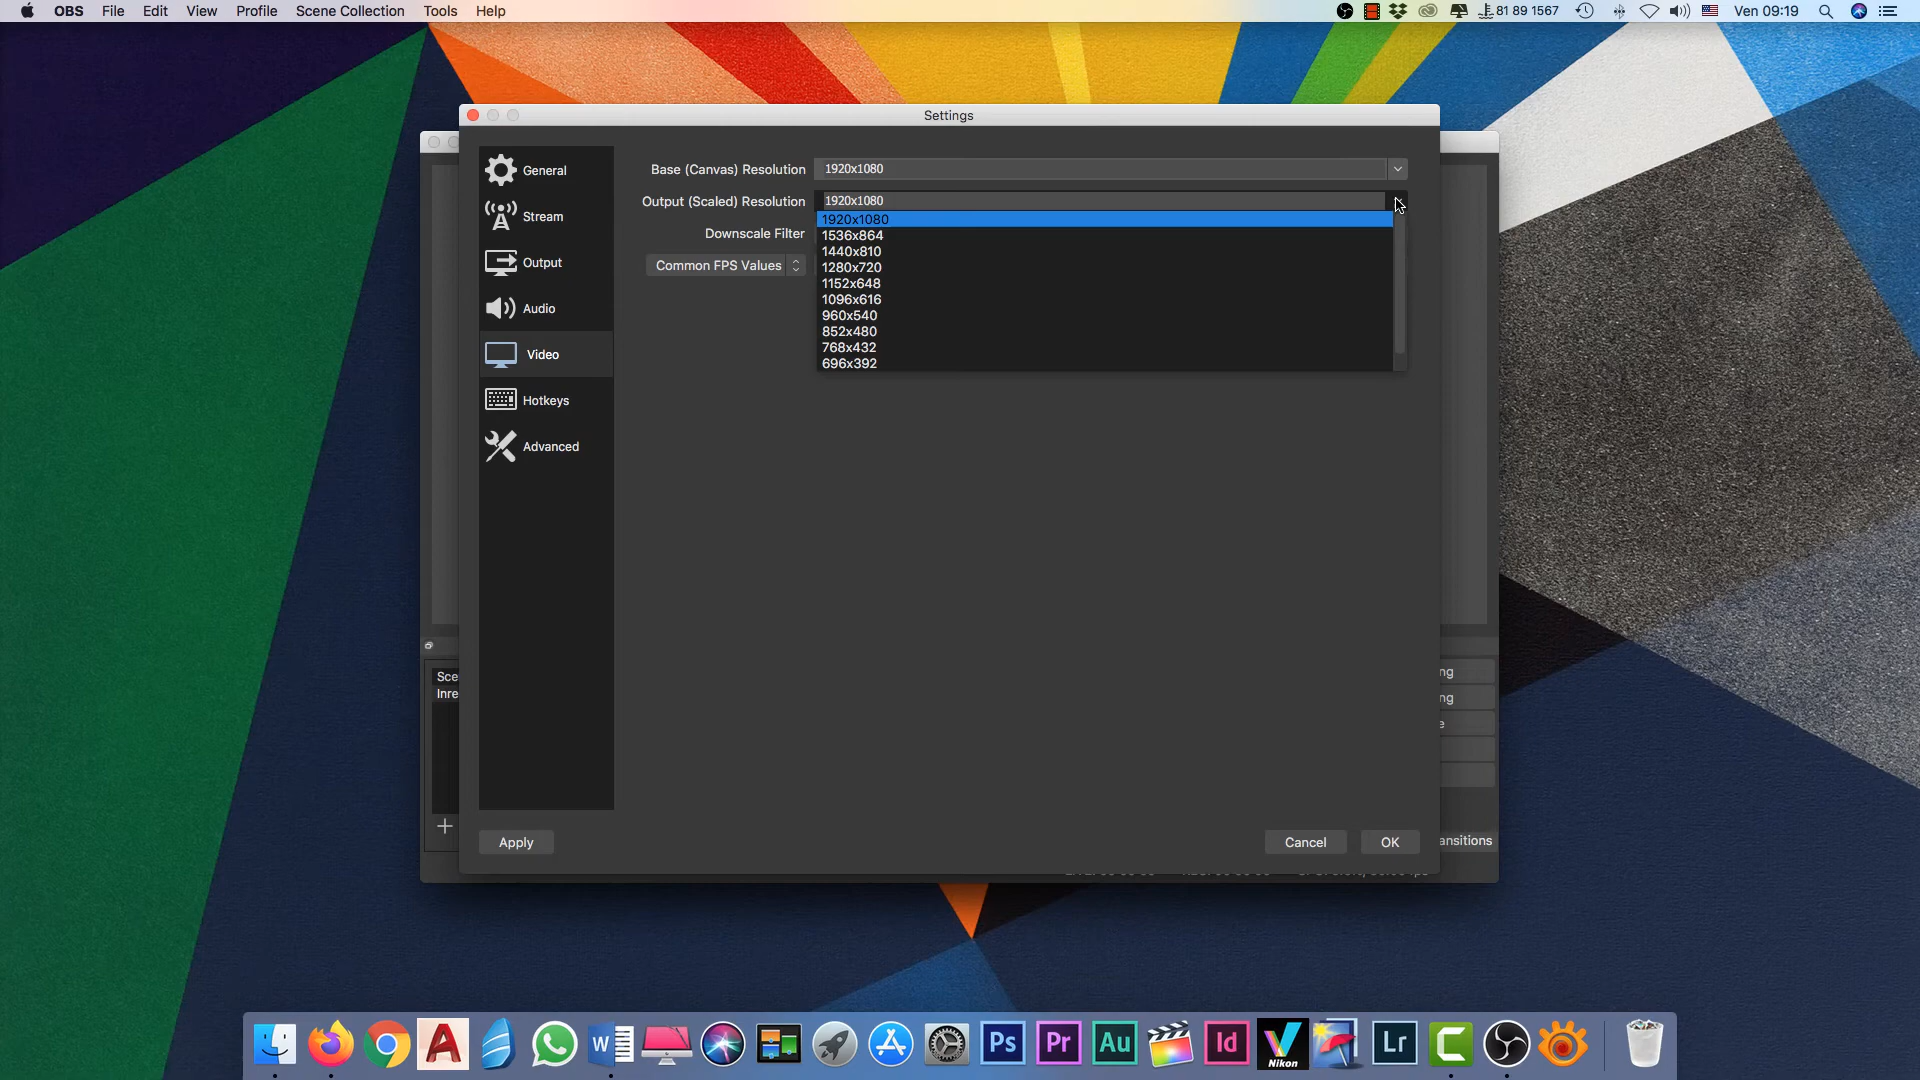 OBS File Edit View Profile Scene Collection Tools Help
81 89 1567 Ven 09:19
Settings
General
Stream
Output
Audio
Video
Hotkeys
Advanced
Base (Canvas) Resolution 1920x1080
Output (Scaled) Resolution 1920x1080
Downscale Filter
Common FPS Values
1920x1080
1536x864
1440x810
1280x720
1152x648
1096x616
960x540
852x480
768x432
696x392
Sce
Inre
ng
ng
e
ansitions
Apply Cancel OK
W Ps Pr Au Id Nikon Lr